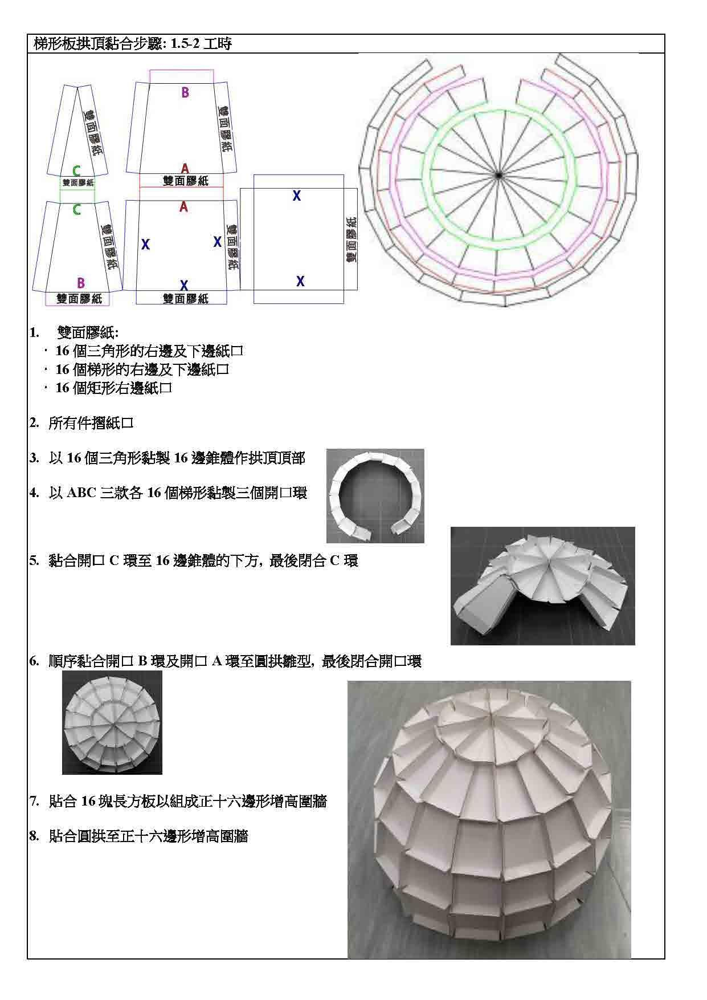 梯形板拱頂黏合步驟: 1.5-2 工時
B
雙面膠紙
雙面膠紙
C
雙面膠紙
A
雙面膠紙
C
雙面膠紙
B
雙面膠紙
A
X
X
雙面膠紙
X
雙面膠紙
X
雙面膠紙
X
1. 雙面膠紙:
· 16 個三角形的右邊及下邊紙口
· 16 個梯形的右邊及下邊紙口
· 16 個矩形右邊紙口
2. 所有件摺紙口
3. 以 16 個三角形黏製 16 邊錐體作拱頂頂部
4. 以 ABC 三款各 16 個梯形黏製三個開口環
5. 黏合開口 C 環至 16 邊錐體的下方, 最後閉合 C 環
6. 順序黏合開口 B 環及開口 A 環至圓拱雛型, 最後閉合開口環
7. 貼合 16 塊長方板以組成正十六邊形增高圍牆
8. 貼合圓拱至正十六邊形增高圍牆